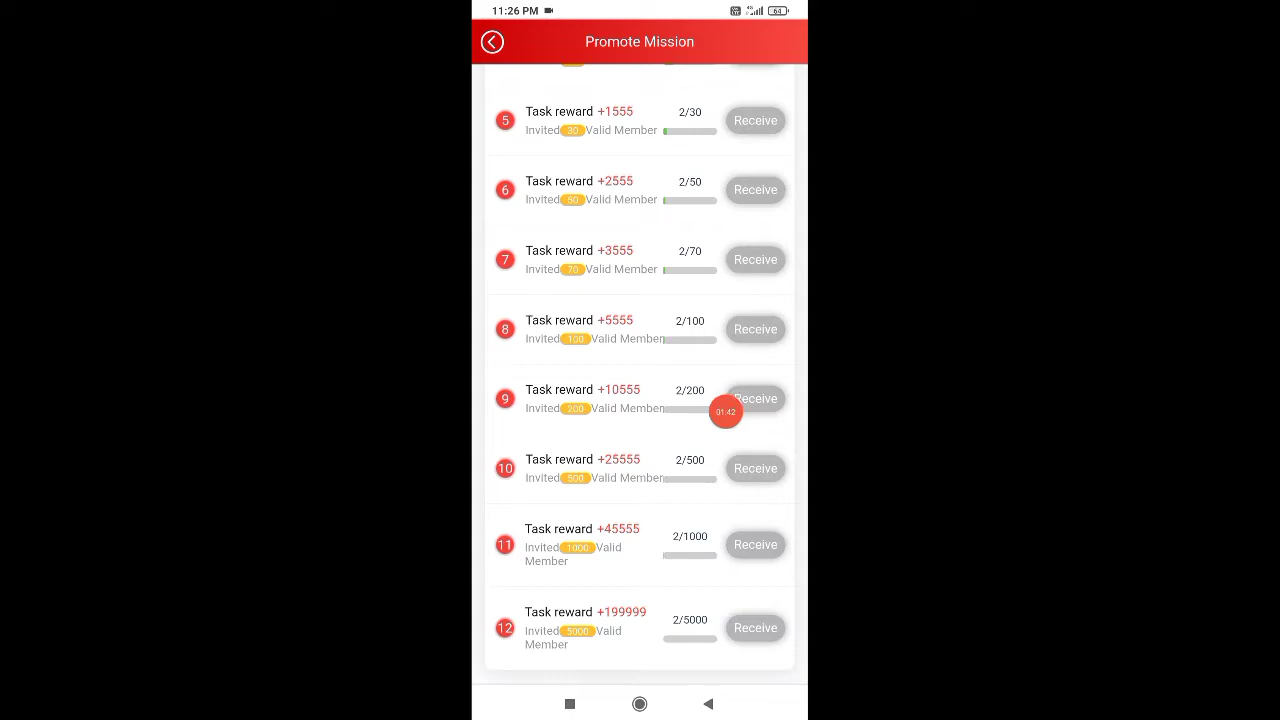 11:26 PM
4G
64
Promote Mission
5
Task reward +1555
2/30
Receive
Invited 30 Valid Member
6
Task reward +2555
2/50
Receive
Invited 50 Valid Member
7
Task reward +3555
2/70
Receive
Invited 70 Valid Member
8
Task reward +5555
2/100
Receive
Invited 100 Valid Member
9
Task reward +10555
2/200
Receive
Invited 200 Valid Member
01:42
10
Task reward +25555
2/500
Receive
Invited 500 Valid Member
11
Task reward +45555
2/1000
Receive
Invited 1000 Valid
Member
12
Task reward +199999
2/5000
Receive
Invited 5000 Valid
Member